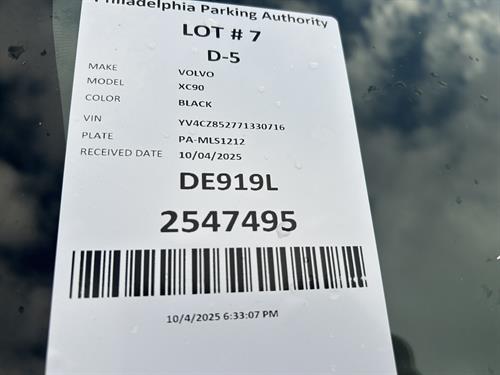 Philadelphia Parking Authority
LOT # 7
D-5
MAKE VOLVO
MODEL XC90
COLOR BLACK
VIN YV4CZ852771330716
PLATE PA-MLS1212
RECEIVED DATE 10/04/2025
DE919L
2547495
10/4/2025 6:33:07 PM